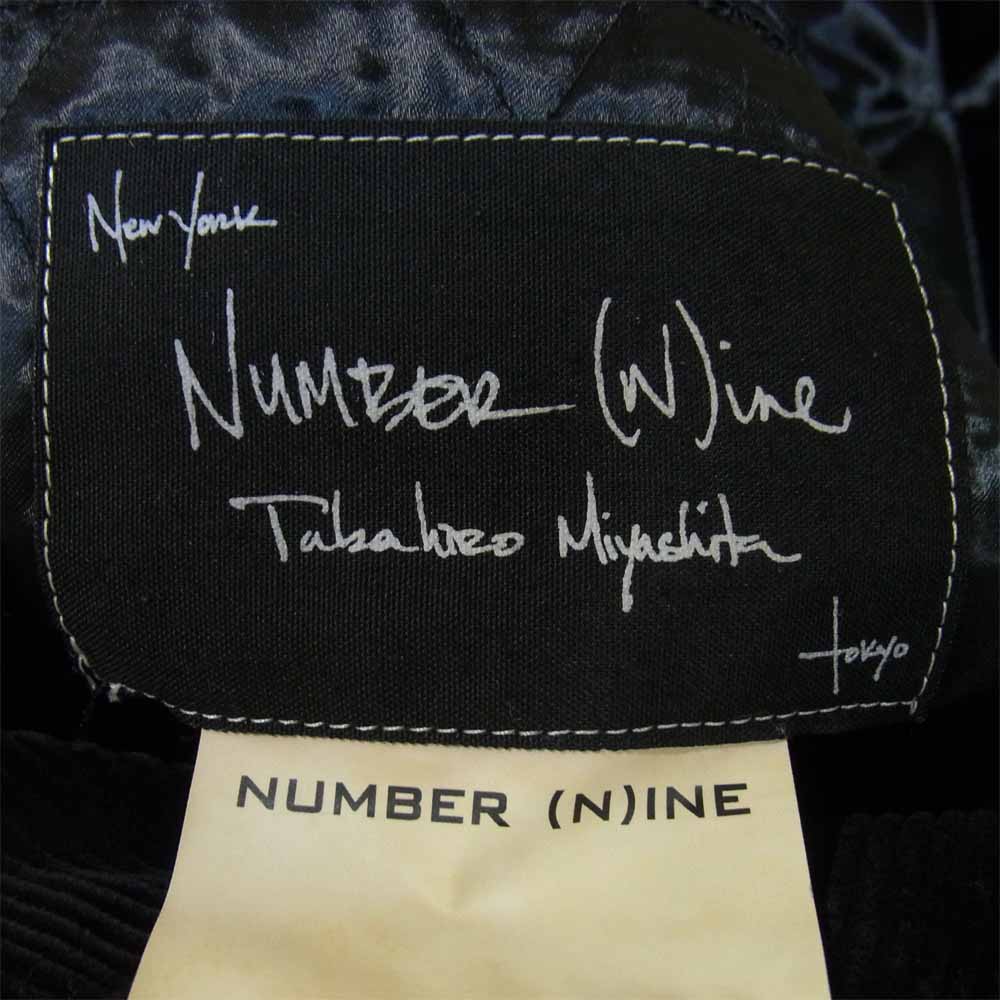 New York
NUMBER (N)ine
Takahiro Miyashita
tokyo
NUMBER (N)INE